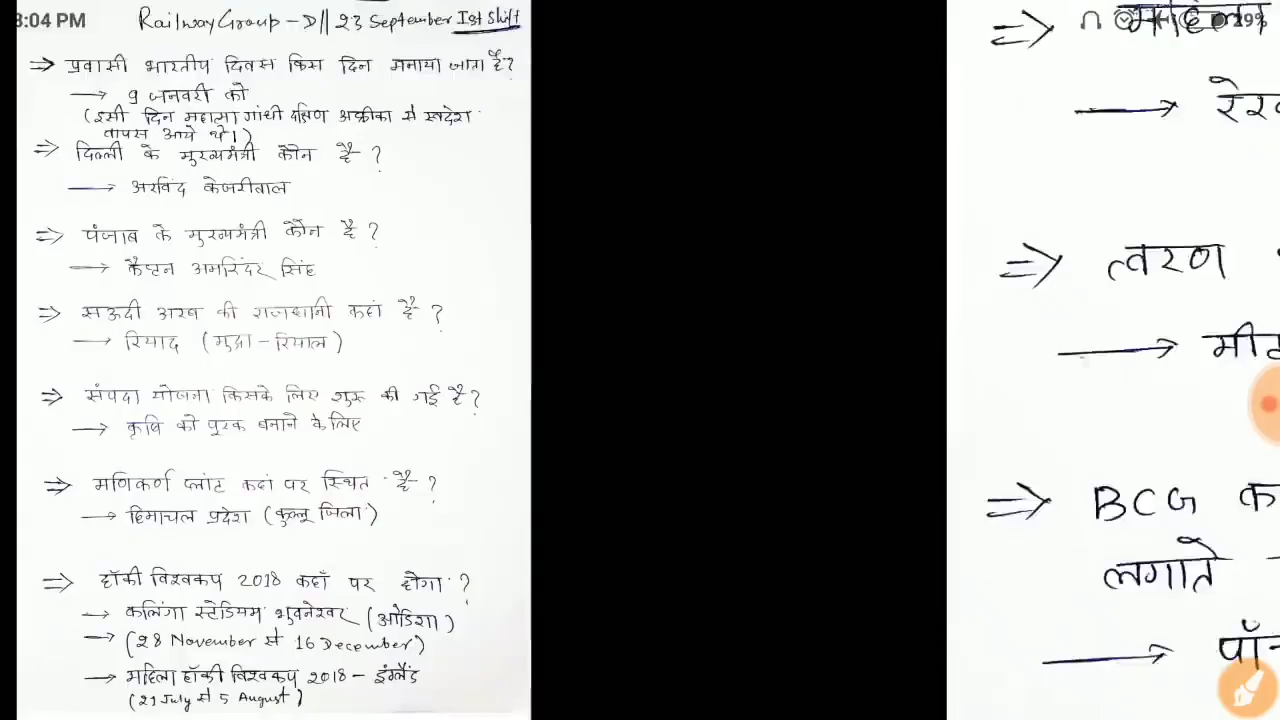 3:04 PM
Railway Group - D || 23 September Ist Shift
⇒ प्रवासी भारतीय दिवस किस दिन मनाया जाता है?
→ 9 जनवरी को
(इसी दिन महात्मा गांधी दक्षिण अफ्रीका से स्वदेश
वापस आये थे।)
⇒ दिल्ली के मुख्यमंत्री कौन है ?
→ अरविंद केजरीवाल
⇒ पंजाब के मुख्यमंत्री कौन है ?
→ कैप्टन अमरिंदर सिंह
⇒ सऊदी अरब की राजधानी कहां है ?
→ रियाद (मुद्रा - रियाल)
⇒ संपदा योजना किसके लिए शुरू की गई है ?
→ कृषि को पूरक बनाने के लिए
⇒ मणिकर्ण प्लांट कहां पर स्थित है ?
→ हिमाचल प्रदेश (कुल्लू जिला)
⇒ हॉकी विश्वकप 2018 कहाँ पर होगा ?
→ कलिंगा स्टेडियम भुवनेश्वर (ओडिशा)
→ (28 November से 16 December)
→ महिला हॉकी विश्वकप 2018 - इंग्लैंड
(21 July से 5 August)
⇒ महिला
29%
→
⇒ त्वरण
→
⇒ BCG
लगाते
→